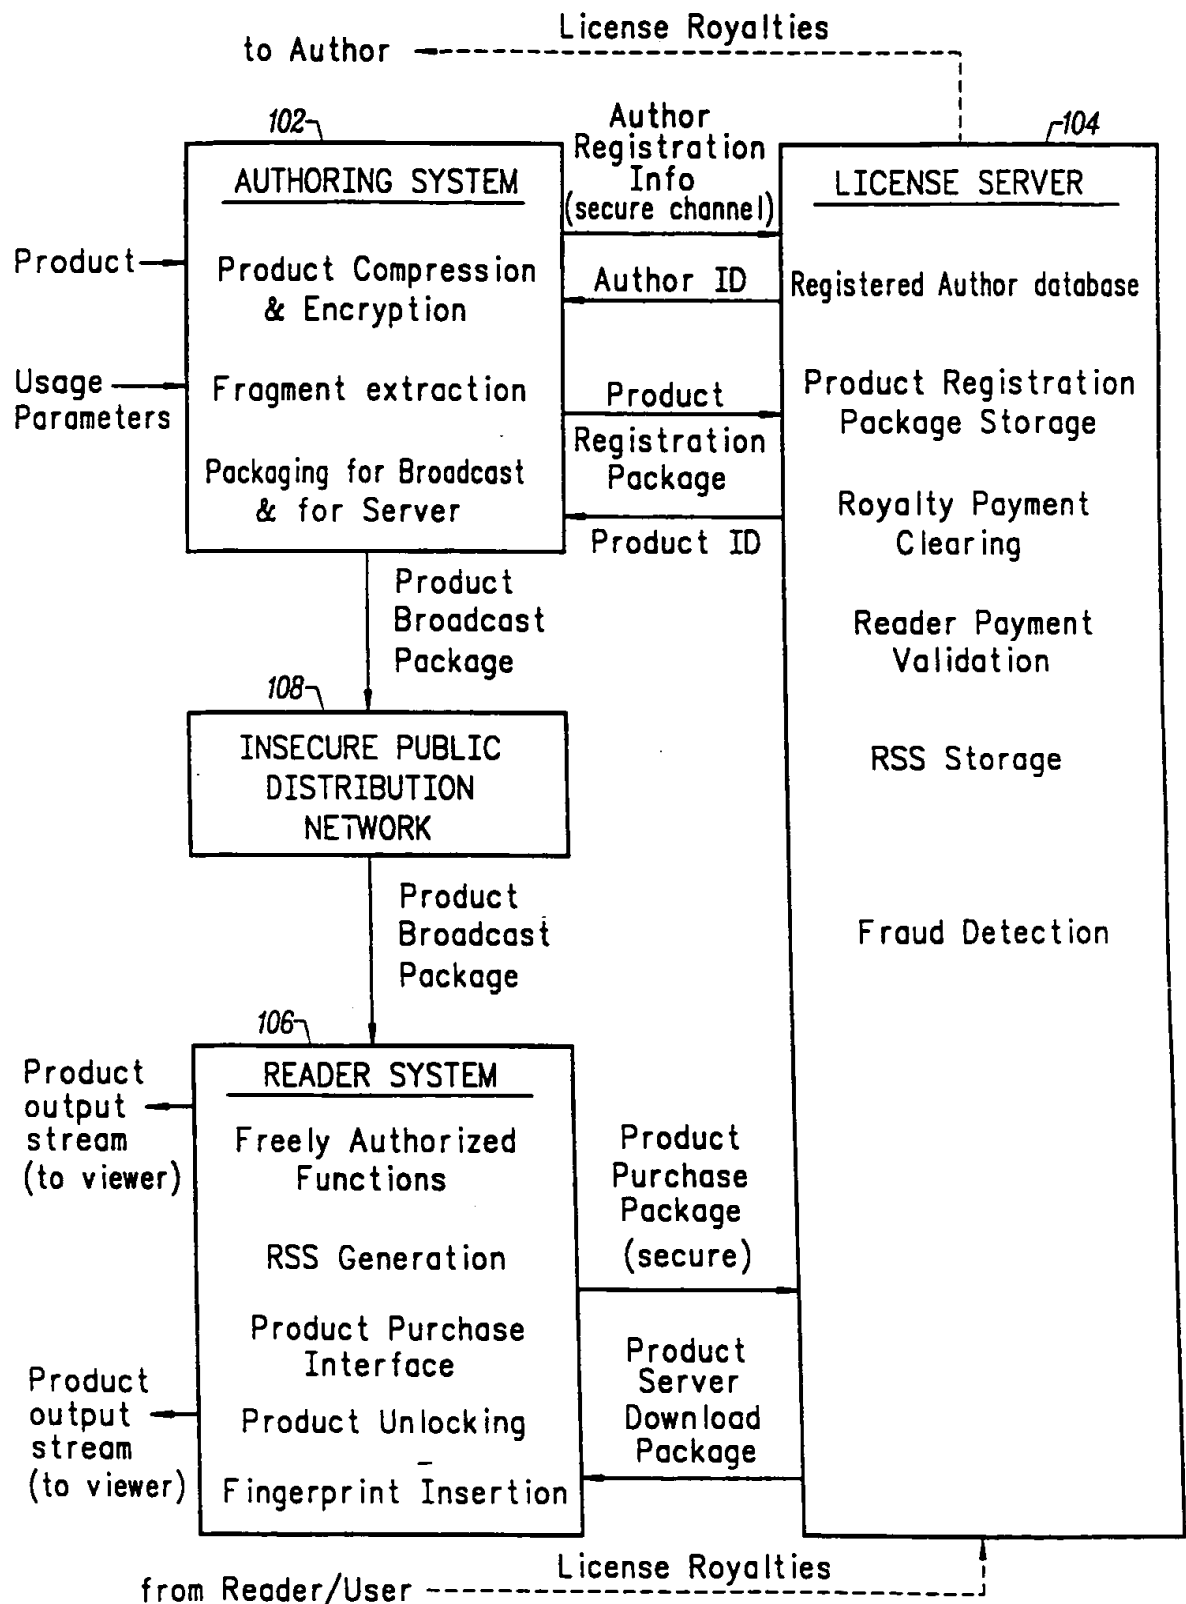 License Royalties
to Author
102
104
Author
Registration
Info
(secure channel)
AUTHORING SYSTEM
LICENSE SERVER
Product
Product Compression
& Encryption
Author ID
Registered Author database
Usage
Parameters
Fragment extraction
Product
Registration
Package
Product Registration
Package Storage
Packaging for Broadcast
& for Server
Product ID
Royalty Payment
Clearing
Product
Broadcast
Package
Reader Payment
Validation
108
INSECURE PUBLIC
DISTRIBUTION
NETWORK
RSS Storage
Product
Broadcast
Package
Fraud Detection
106
READER SYSTEM
Product
output
stream
(to viewer)
Freely Authorized
Functions
Product
Purchase
Package
(secure)
RSS Generation
Product Purchase
Interface
Product
Server
Download
Package
Product
output
stream
(to viewer)
Product Unlocking
Fingerprint Insertion
License Royalties
from Reader/User